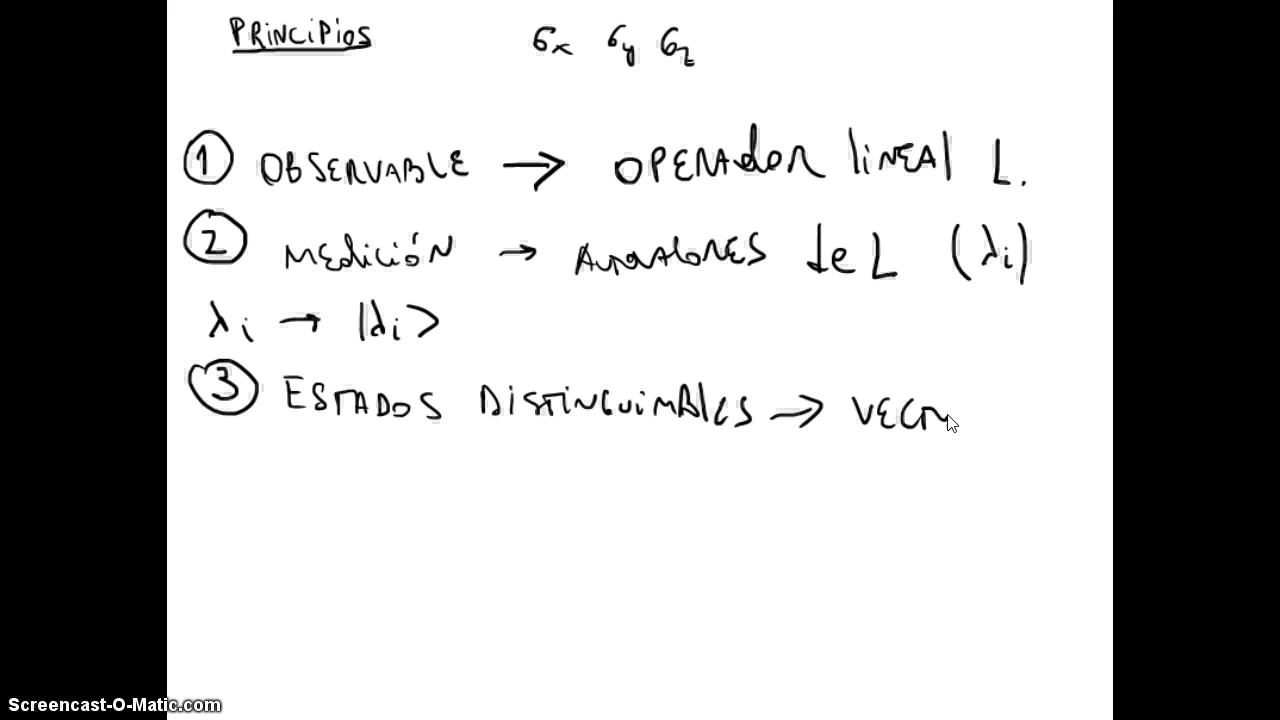 PRINCIPIOS σx σy σz
① OBSERVABLE → OPERADOR LINEAL L.
② MEDICIÓN → AUTOVALORES de L (λi)
λi → |λi>
③ ESTADOS DISTINGUIBLES → VECT
Screencast-O-Matic.com